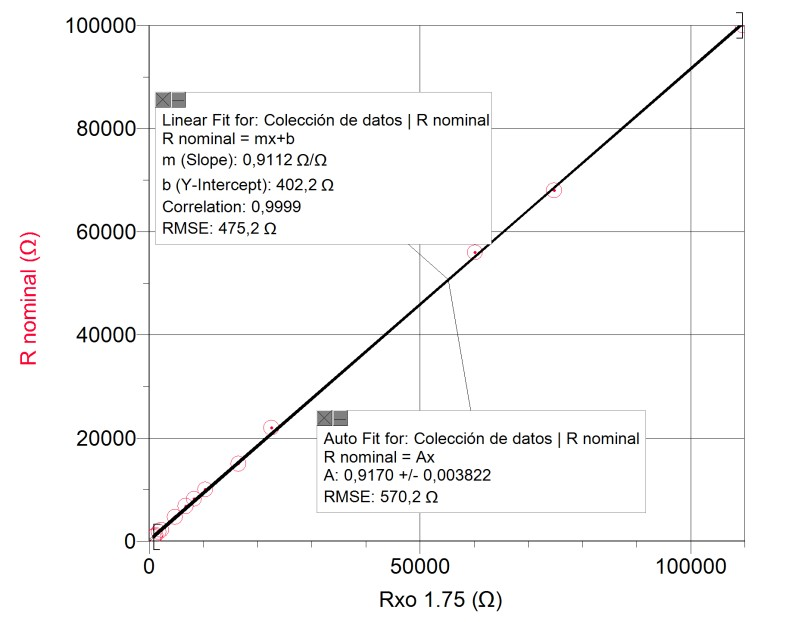 100000
80000
60000
40000
20000
0
R nominal (Ω)
Linear Fit for: Colección de datos | R nominal
R nominal = mx+b
m (Slope): 0,9112 Ω/Ω
b (Y-Intercept): 402,2 Ω
Correlation: 0,9999
RMSE: 475,2 Ω
Auto Fit for: Colección de datos | R nominal
R nominal = Ax
A: 0,9170 +/- 0,003822
RMSE: 570,2 Ω
0
50000
100000
Rxo 1.75 (Ω)